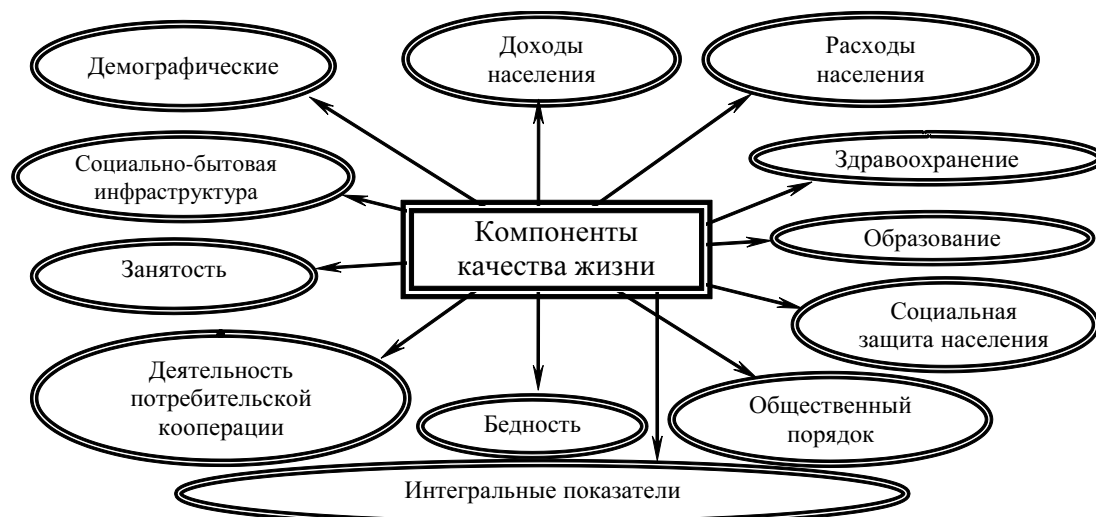 Демографические
Доходы
населения
Расходы
населения
Социально-бытовая
инфраструктура
Здравоохранение
Компоненты
качества жизни
Образование
Занятость
Социальная
защита населения
Деятельность
потребительской
кооперации
Бедность
Общественный
порядок
Интегральные показатели